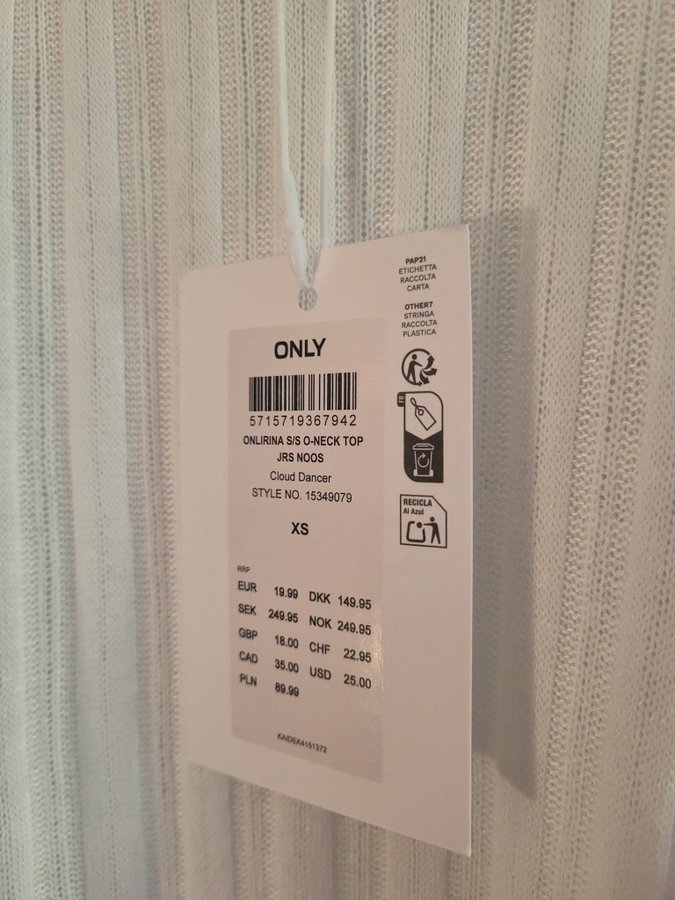 PAP21
ETICHETTA
RACCOLTA
CARTA
OTHER7
STRINGA
RACCOLTA
PLASTICA
FR
RECICLA
Al Azul
ONLY
5715719367942
ONLIRINA S/S O-NECK TOP
JRS NOOS
Cloud Dancer
STYLE NO. 15349079
XS
RRP
EUR 19.99 DKK 149.95
SEK 249.95 NOK 249.95
GBP 18.00 CHF 22.95
CAD 35.00 USD 25.00
PLN 89.99
KAIDEK4151372